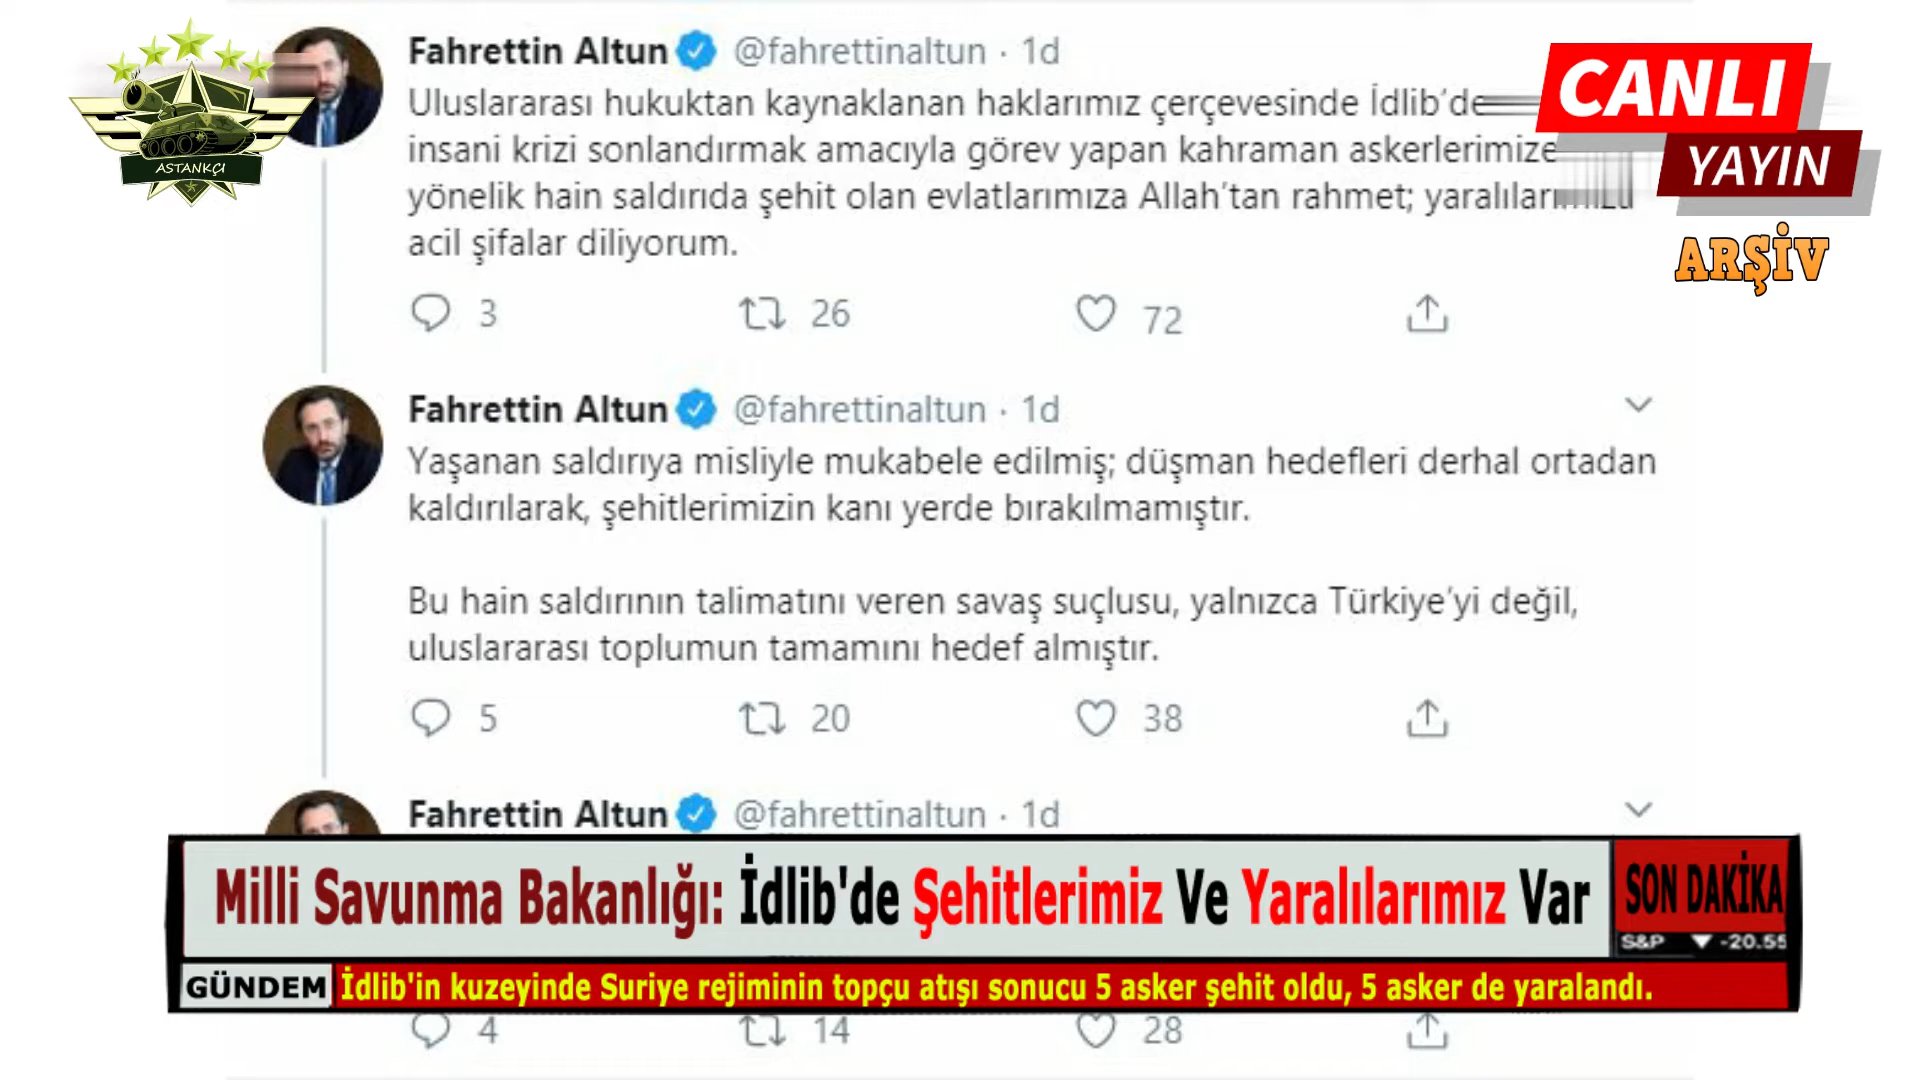 Fahrettin Altun @fahrettinaltun · 1d
Uluslararası hukuktan kaynaklanan haklarımız çerçevesinde İdlib'de
insani krizi sonlandırmak amacıyla görev yapan kahraman askerlerimize
yönelik hain saldırıda şehit olan evlatlarımıza Allah'tan rahmet; yaralılarımıza
acil şifalar diliyorum.
3 26 72
ASTANKÇI
CANLI
YAYIN
ARŞİV
Fahrettin Altun @fahrettinaltun · 1d
Yaşanan saldırıya misliyle mukabele edilmiş; düşman hedefleri derhal ortadan
kaldırılarak, şehitlerimizin kanı yerde bırakılmamıştır.
Bu hain saldırının talimatını veren savaş suçlusu, yalnızca Türkiye'yi değil,
uluslararası toplumun tamamını hedef almıştır.
5 20 38
Fahrettin Altun @fahrettinaltun · 1d
Milli Savunma Bakanlığı: İdlib'de Şehitlerimiz Ve Yaralılarımız Var
SON DAKİKA
S&P ▼ -20.55
GÜNDEM İdlib'in kuzeyinde Suriye rejiminin topçu atışı sonucu 5 asker şehit oldu, 5 asker de yaralandı.
4 14 28